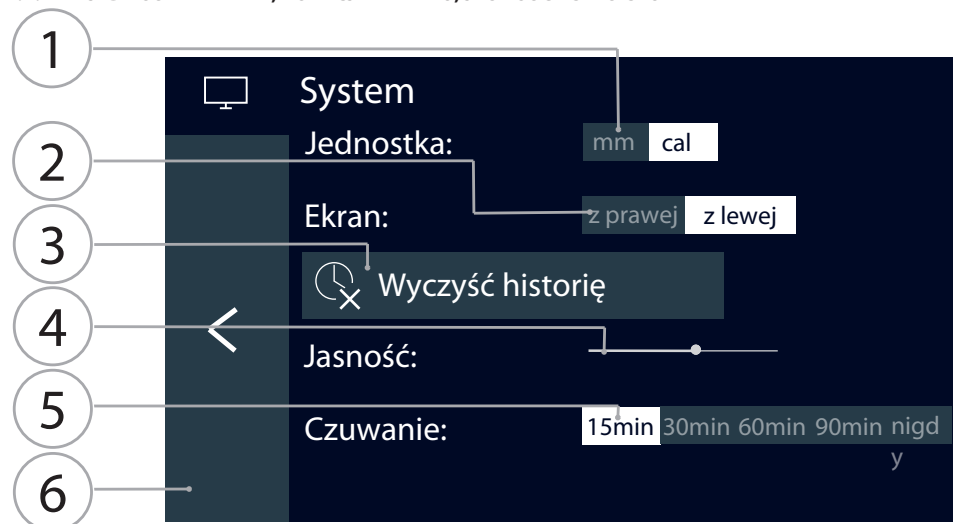 1
System
Jednostka:
mm cal
2
Ekran:
z prawej z lewej
3
Wyczyść historię
4
Jasność:
5
Czuwanie:
15min 30min 60min 90min nigd
y
6